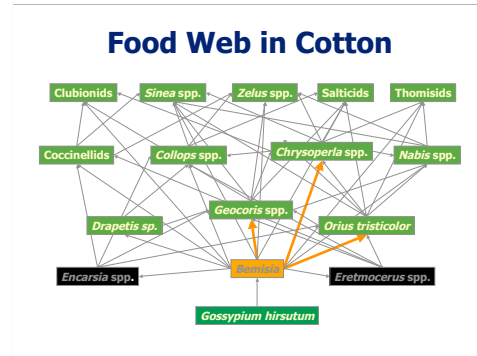 Food Web in Cotton
Clubionids Sinea spp. Zelus spp. Salticids Thomisids
Coccinellids Collops spp. Chrysoperla spp. Nabis spp.
Drapetis sp. Geocoris spp. Orius tristicolor
Encarsia spp. Bemisia Eretmocerus spp.
Gossypium hirsutum